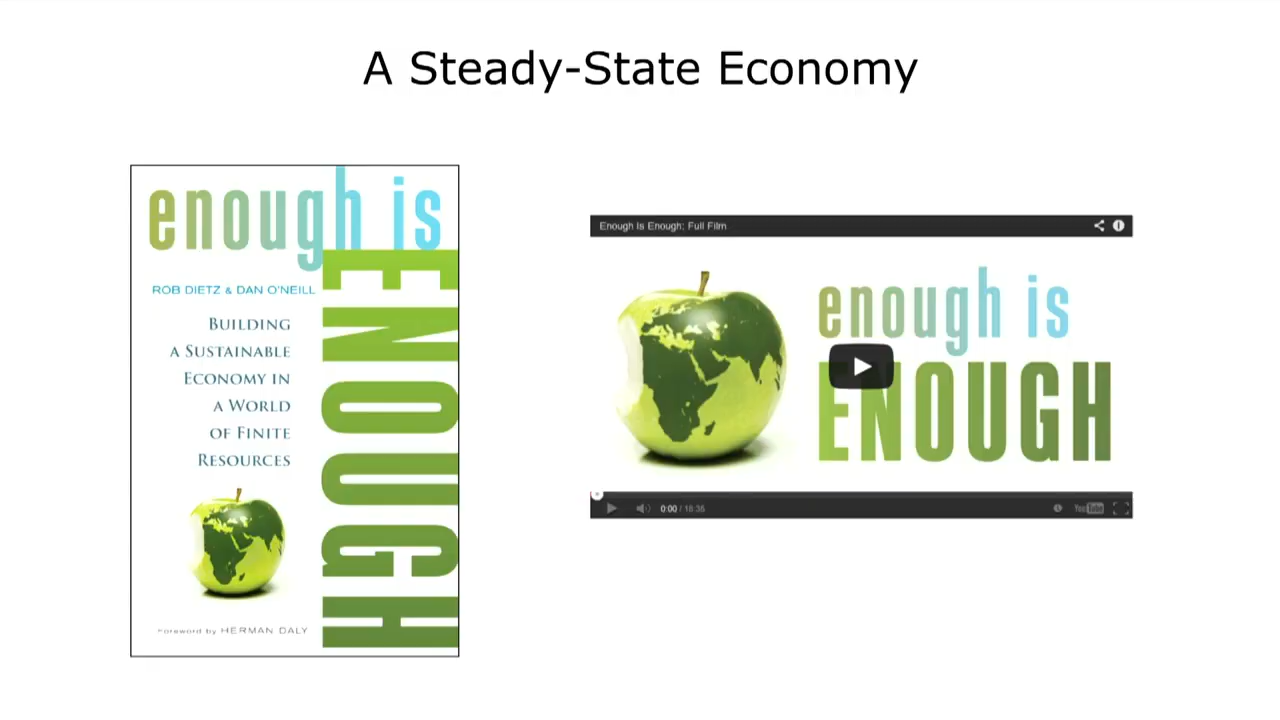 A Steady-State Economy
enough is
ENOUGH
ROB DIETZ & DAN O'NEILL
BUILDING
A SUSTAINABLE
ECONOMY IN
A WORLD
OF FINITE
RESOURCES
Foreword by HERMAN DALY
Enough Is Enough: Full Film
enough is
ENOUGH
0:00 / 18:35
YouTube